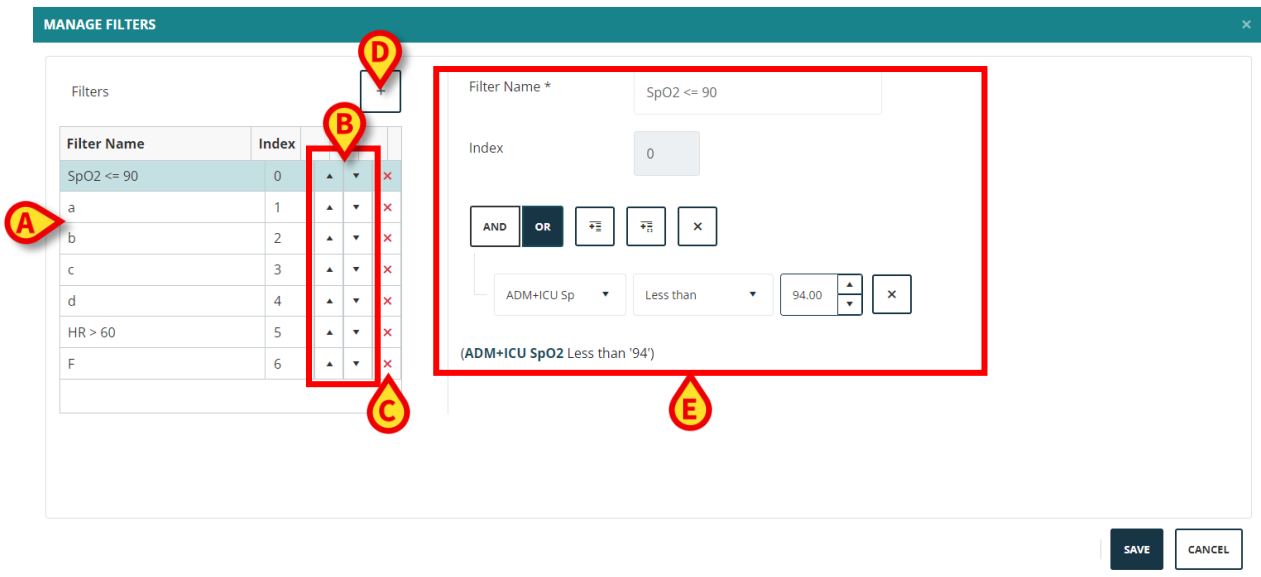 MANAGE FILTERS ×
D
Filters +
B
Filter Name Index
SpO2 <= 90 0 ▲ ▼ ×
a 1 ▲ ▼ ×
A
b 2 ▲ ▼ ×
c 3 ▲ ▼ ×
d 4 ▲ ▼ ×
HR > 60 5 ▲ ▼ ×
F 6 ▲ ▼ ×
C
Filter Name * SpO2 <= 90
Index 0
AND OR ×
ADM+ICU Sp ▼ Less than ▼ 94.00 ▲ ▼ ×
(ADM+ICU SpO2 Less than '94')
E
SAVE CANCEL